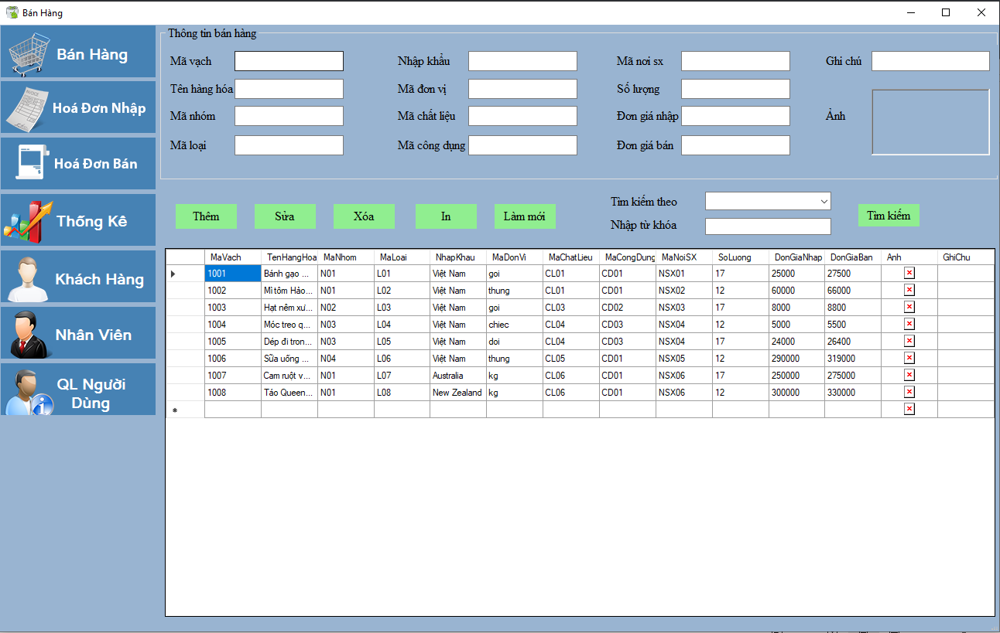 Bán Hàng
Bán Hàng
Hoá Đơn Nhập
Hoá Đơn Bán
Thống Kê
Khách Hàng
Nhân Viên
QL Người
Dùng
Thông tin bán hàng
Mã vạch Nhập khẩu Mã nơi sx Ghi chú
Tên hàng hóa Mã đơn vị Số lượng
Mã nhóm Mã chất liệu Đơn giá nhập Ảnh
Mã loại Mã công dụng Đơn giá bán
Thêm Sửa Xóa In Làm mới
Tìm kiếm theo
Nhập từ khóa
Tìm kiếm
MaVach TenHangHoa MaNhom MaLoai NhapKhau MaDonVi MaChatLieu MaCongDung MaNoiSX SoLuong DonGiaNhap DonGiaBan Anh GhiChu
1001 Bánh gạo ... N01 L01 Việt Nam goi CL01 CD01 NSX01 17 25000 27500
1002 Mì tôm Hảo... N01 L02 Việt Nam thung CL01 CD01 NSX02 12 60000 66000
1003 Hạt nêm xư... N02 L03 Việt Nam goi CL03 CD02 NSX03 17 8000 8800
1004 Móc treo q... N03 L04 Việt Nam chiec CL04 CD03 NSX04 12 5000 5500
1005 Dép đi tron... N03 L05 Việt Nam doi CL04 CD03 NSX04 17 24000 26400
1006 Sữa uống ... N04 L06 Việt Nam thung CL05 CD01 NSX05 12 290000 319000
1007 Cam ruột v... N01 L07 Australia kg CL06 CD01 NSX06 17 250000 275000
1008 Táo Queen... N01 L08 New Zealand kg CL06 CD01 NSX06 12 300000 330000